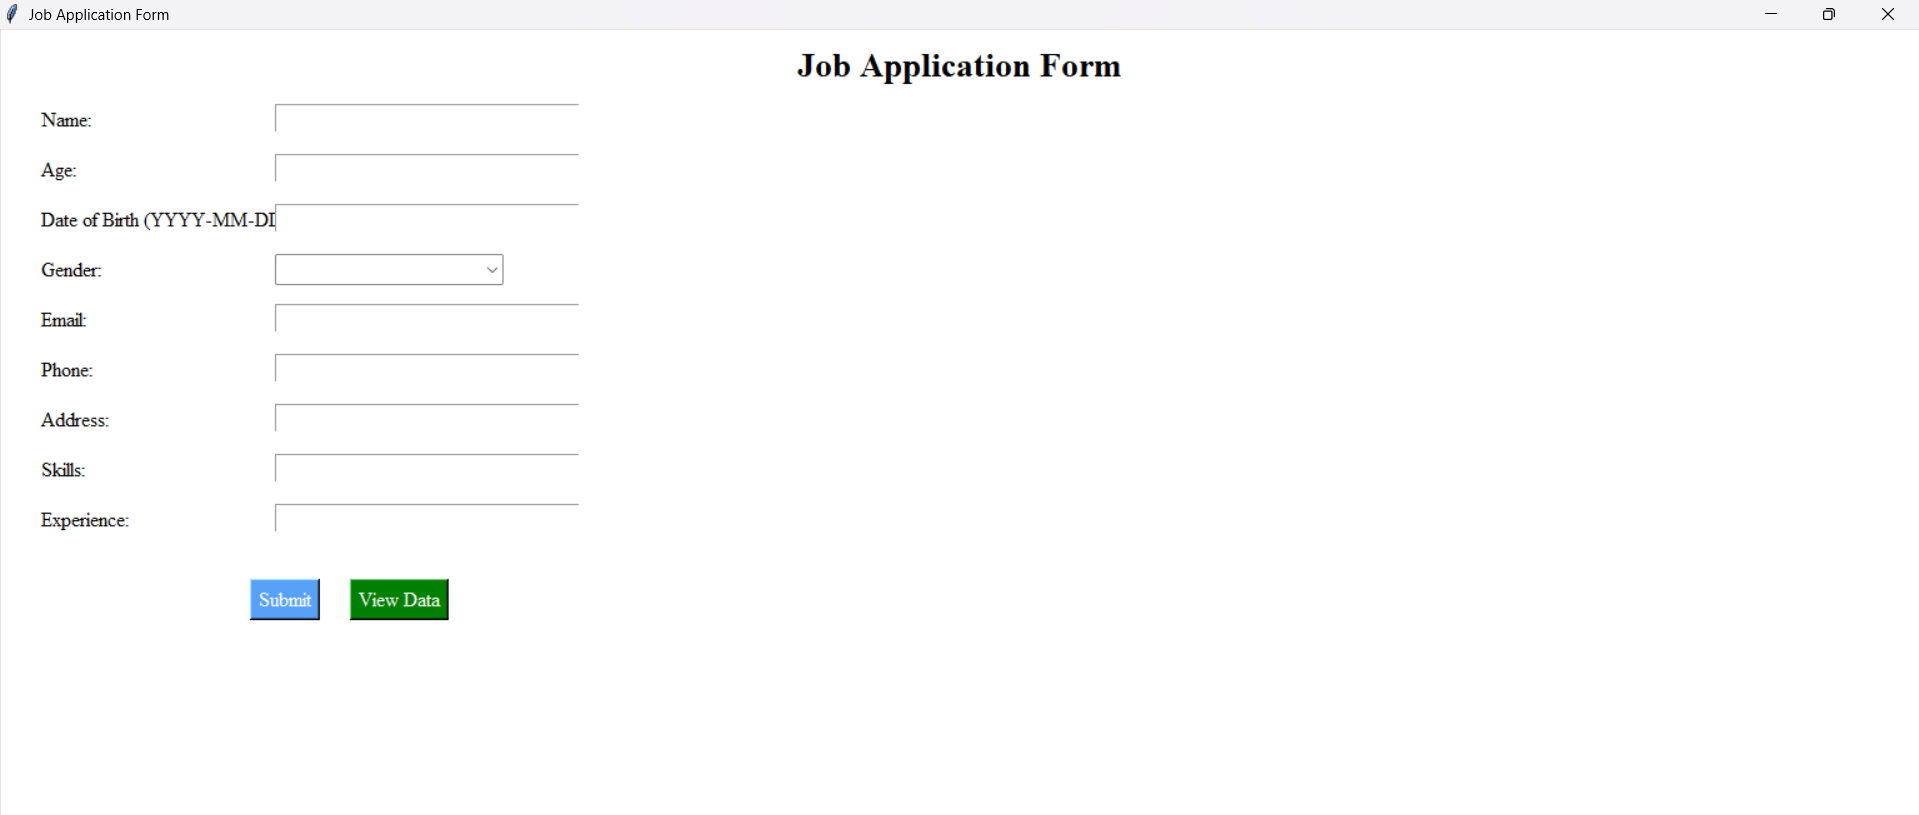 Job Application Form
Job Application Form
Name:
Age:
Date of Birth (YYYY-MM-DD
Gender:
Email:
Phone:
Address:
Skills:
Experience:
Submit View Data